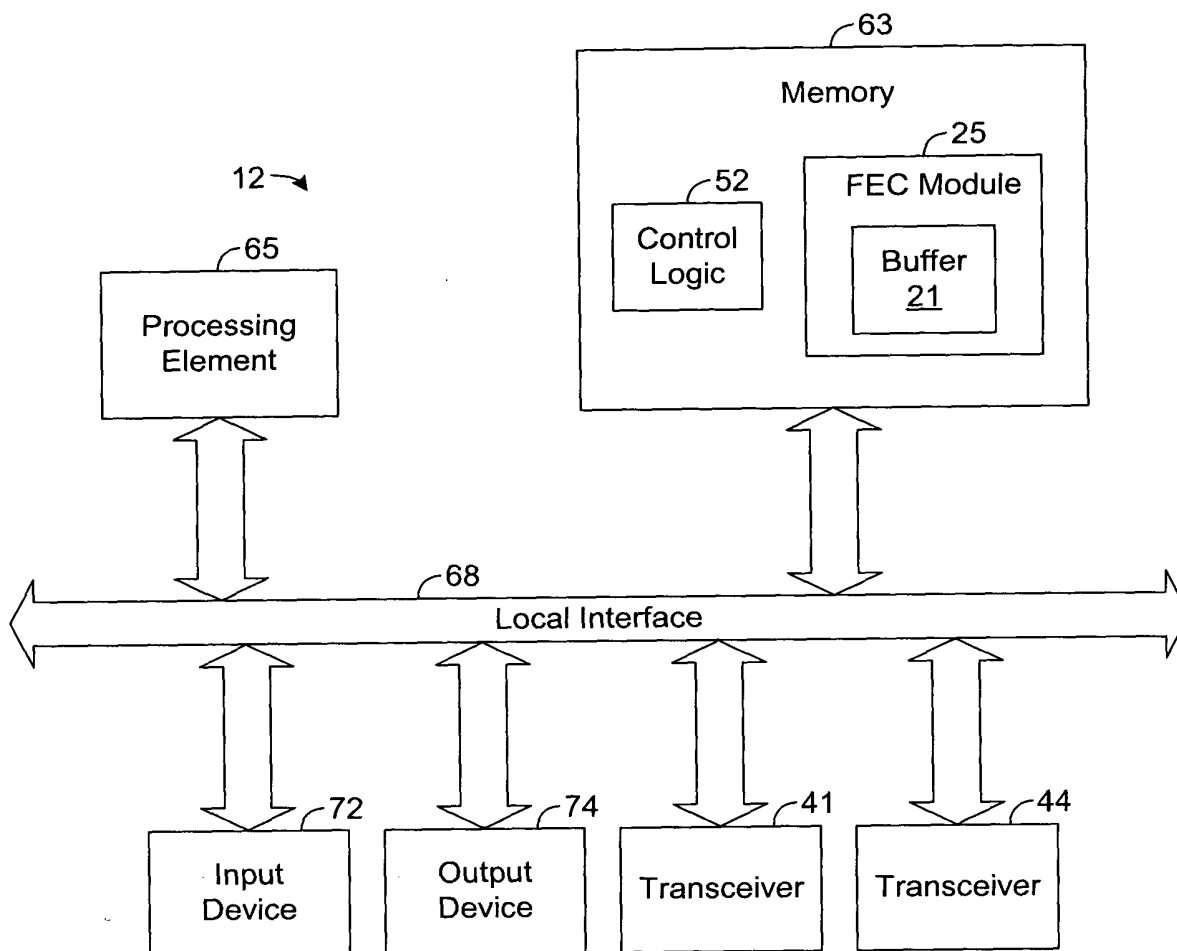 63
Memory
25
FEC Module
12
52
Control
Logic
Buffer
21
65
Processing
Element
68
Local Interface
72
Input
Device
74
Output
Device
41
Transceiver
44
Transceiver